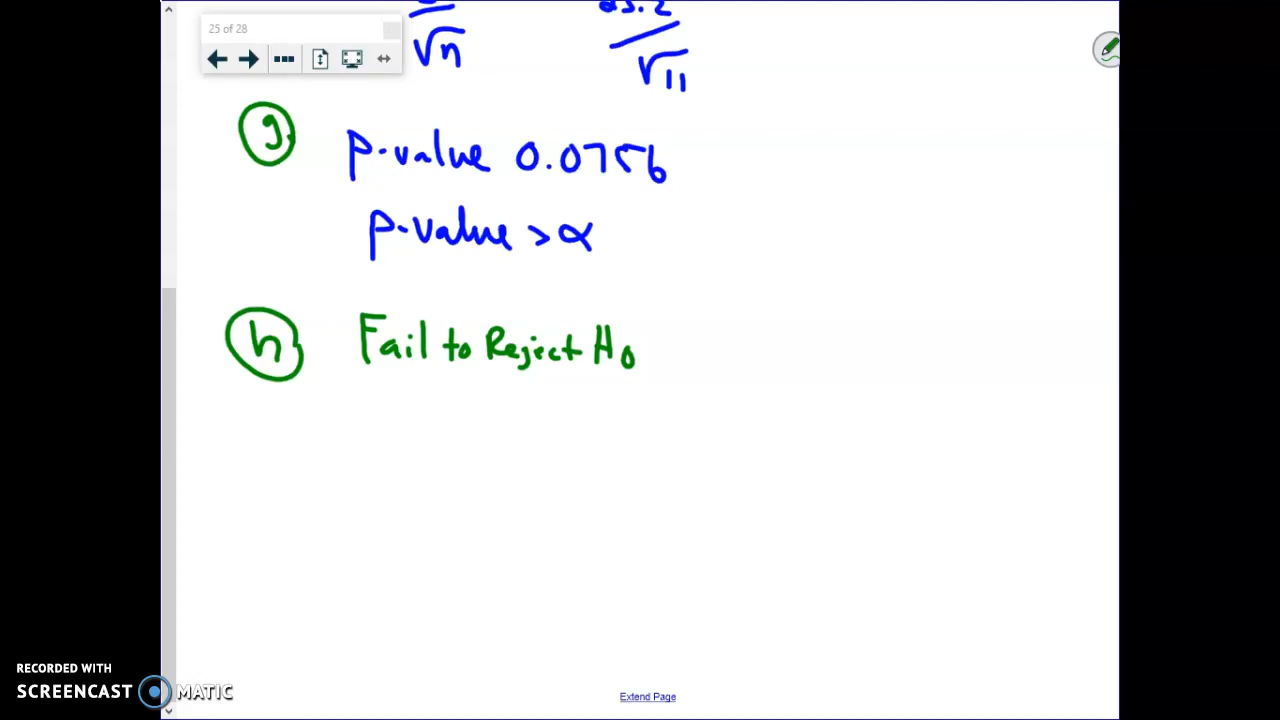 25 of 28
√n
√11
g. p-value 0.0756
p-value > α
h Fail to Reject H0
RECORDED WITH
SCREENCAST MATIC
Extend Page